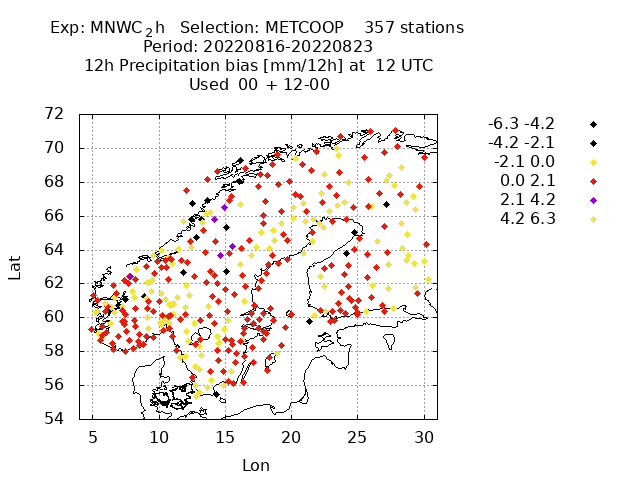 Exp: MNWC2h   Selection: METCOOP    357 stations
Period: 20220816-20220823
12h Precipitation bias [mm/12h] at  12 UTC
Used  00 + 12-00
72
70
68
66
64
62
60
58
56
54
5 10 15 20 25 30
Lat
Lon
-6.3 -4.2
-4.2 -2.1
-2.1 0.0
0.0 2.1
2.1 4.2
4.2 6.3